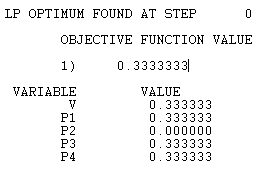 LP OPTIMUM FOUND AT STEP 0
OBJECTIVE FUNCTION VALUE
1) 0.3333333
VARIABLE VALUE
V 0.333333
P1 0.333333
P2 0.000000
P3 0.333333
P4 0.333333